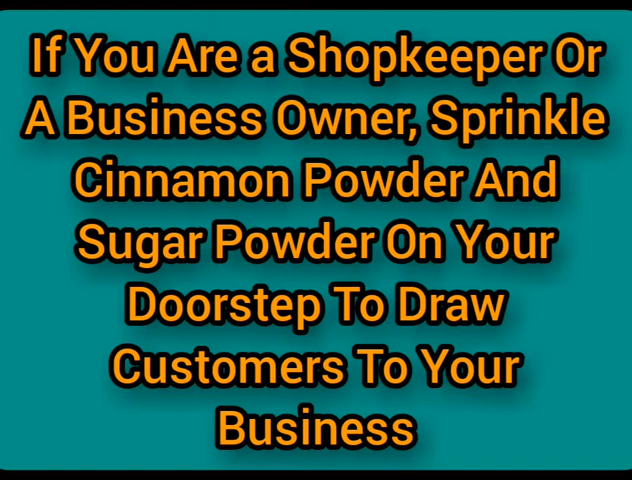 If You Are a Shopkeeper Or
A Business Owner, Sprinkle
Cinnamon Powder And
Sugar Powder On Your
Doorstep To Draw
Customers To Your
Business